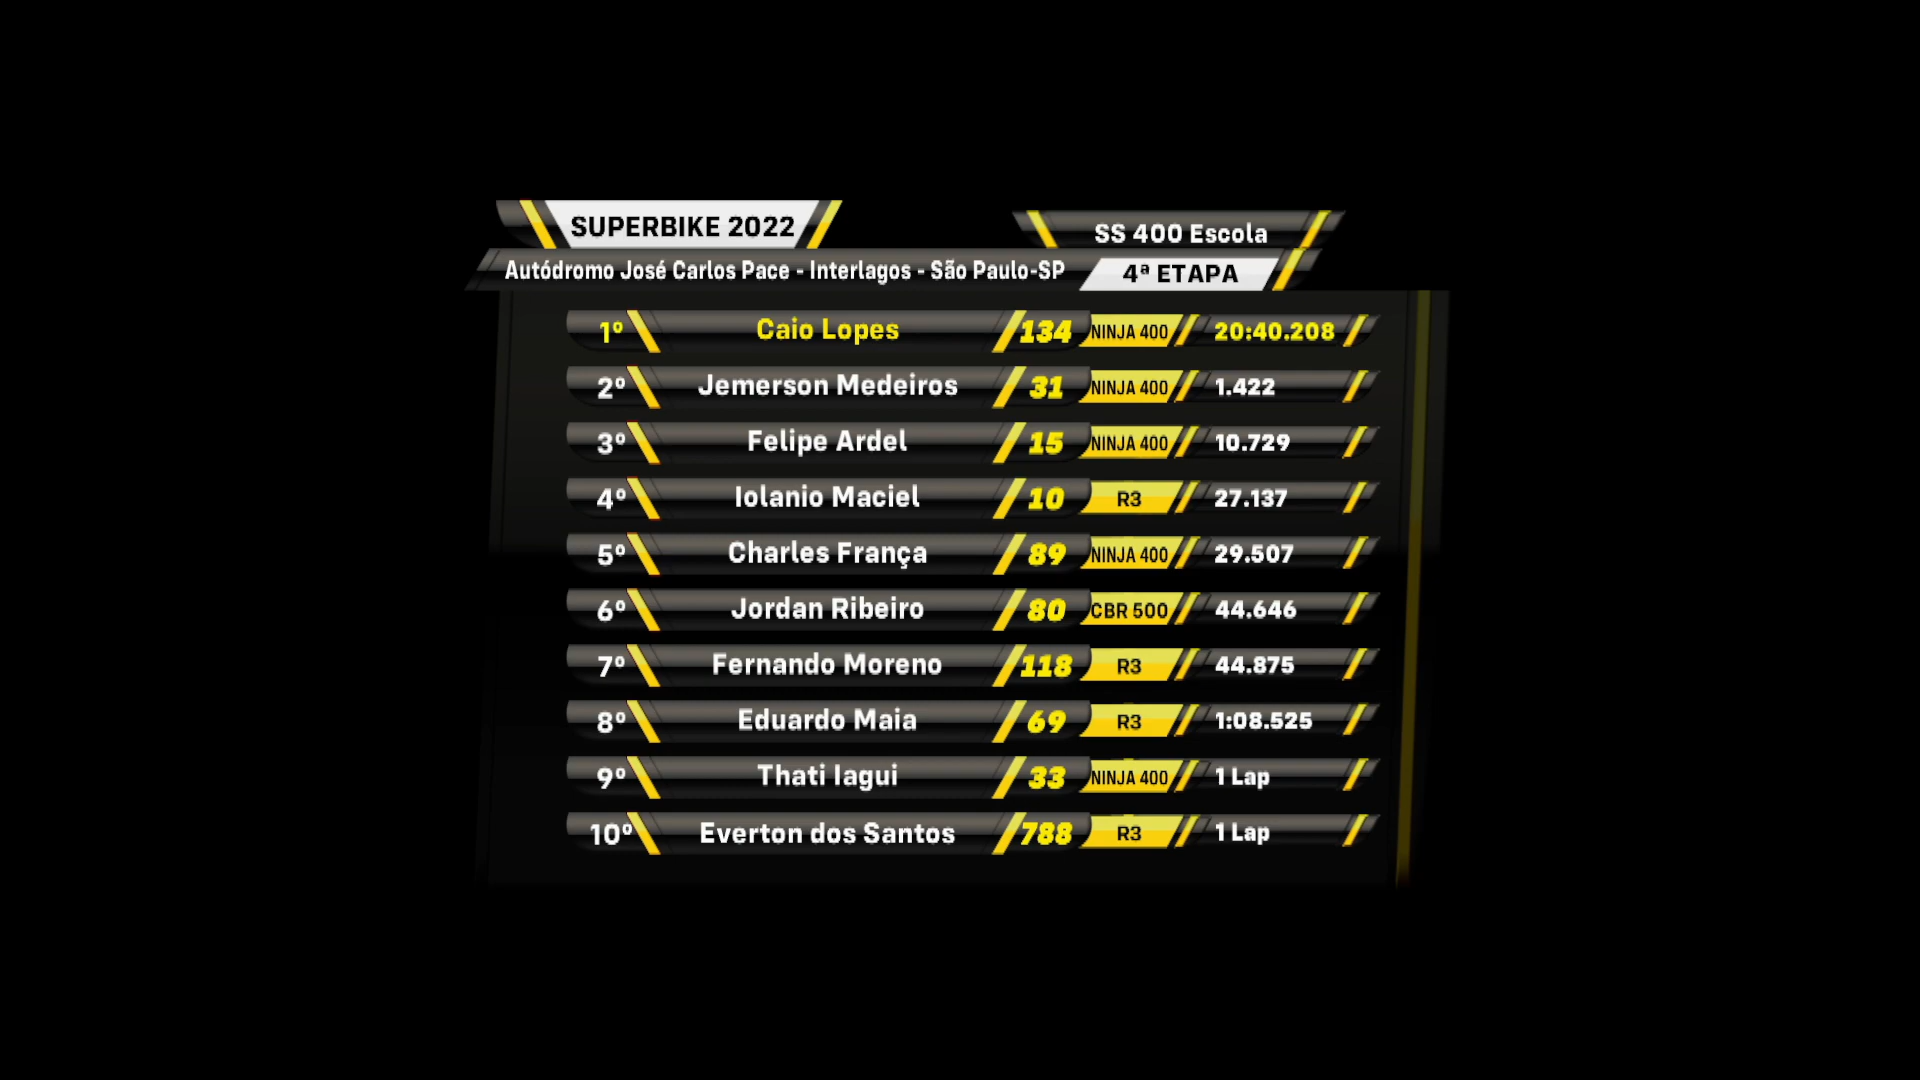 SUPERBIKE 2022
SS 400 Escola
Autódromo José Carlos Pace - Interlagos - São Paulo-SP
4ª ETAPA
1º Caio Lopes 134 NINJA 400 20:40.208
2º Jemerson Medeiros 31 NINJA 400 1.422
3º Felipe Ardel 15 NINJA 400 10.729
4º Iolanio Maciel 10 R3 27.137
5º Charles França 89 NINJA 400 29.507
6º Jordan Ribeiro 80 CBR 500 44.646
7º Fernando Moreno 118 R3 44.875
8º Eduardo Maia 69 R3 1:08.525
9º Thati Iagui 33 NINJA 400 1 Lap
10º Everton dos Santos 788 R3 1 Lap